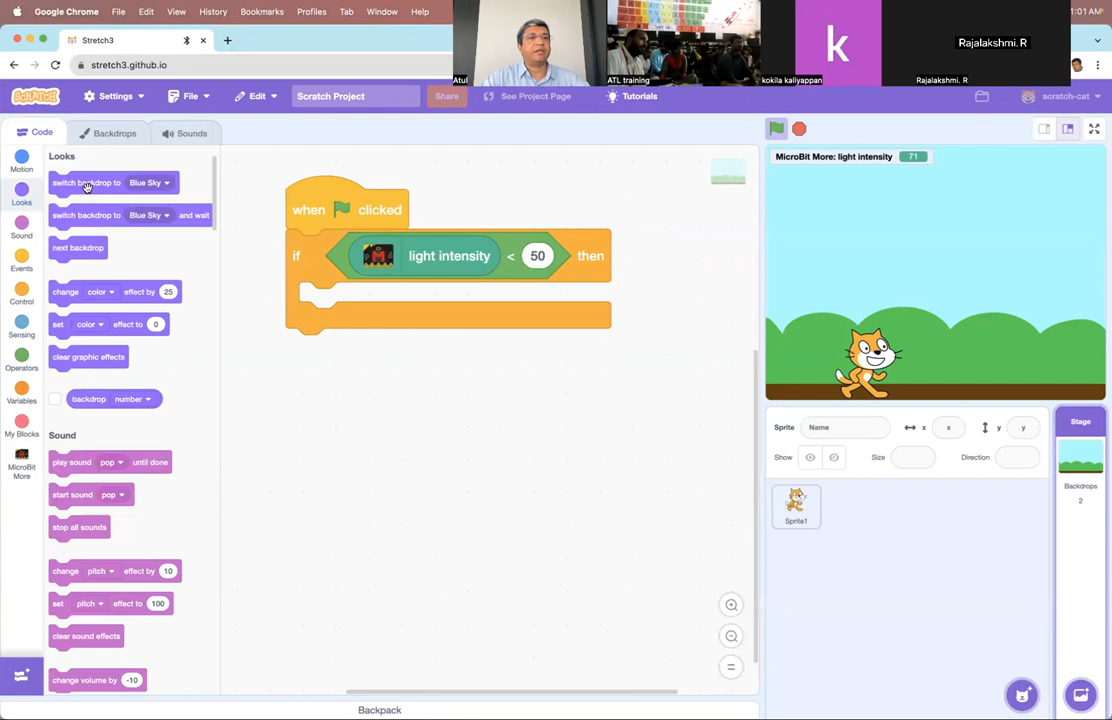 Google Chrome File Edit View History Bookmarks Profiles Tab Window Help
1:01 AM
Stretch3
stretch3.github.io
Atul
ATL training
k
kokila kaliyappan
Rajalakshmi. R
Rajalakshmi. R
SCRATCH
Settings File Edit Scratch Project Share See Project Page Tutorials scratch-cat
Code Backdrops Sounds
Motion
Looks
Sound
Events
Control
Sensing
Operators
Variables
My Blocks
MicroBit
More
Looks
switch backdrop to Blue Sky
switch backdrop to Blue Sky and wait
next backdrop
change color effect by 25
set color effect to 0
clear graphic effects
backdrop number
Sound
play sound pop until done
start sound pop
stop all sounds
change pitch effect by 10
set pitch effect to 100
clear sound effects
change volume by -10
when clicked
if light intensity < 50 then
Backpack
MicroBit More: light intensity 71
Sprite Name x x y y
Show Size Direction
Sprite1
Stage
Backdrops
2